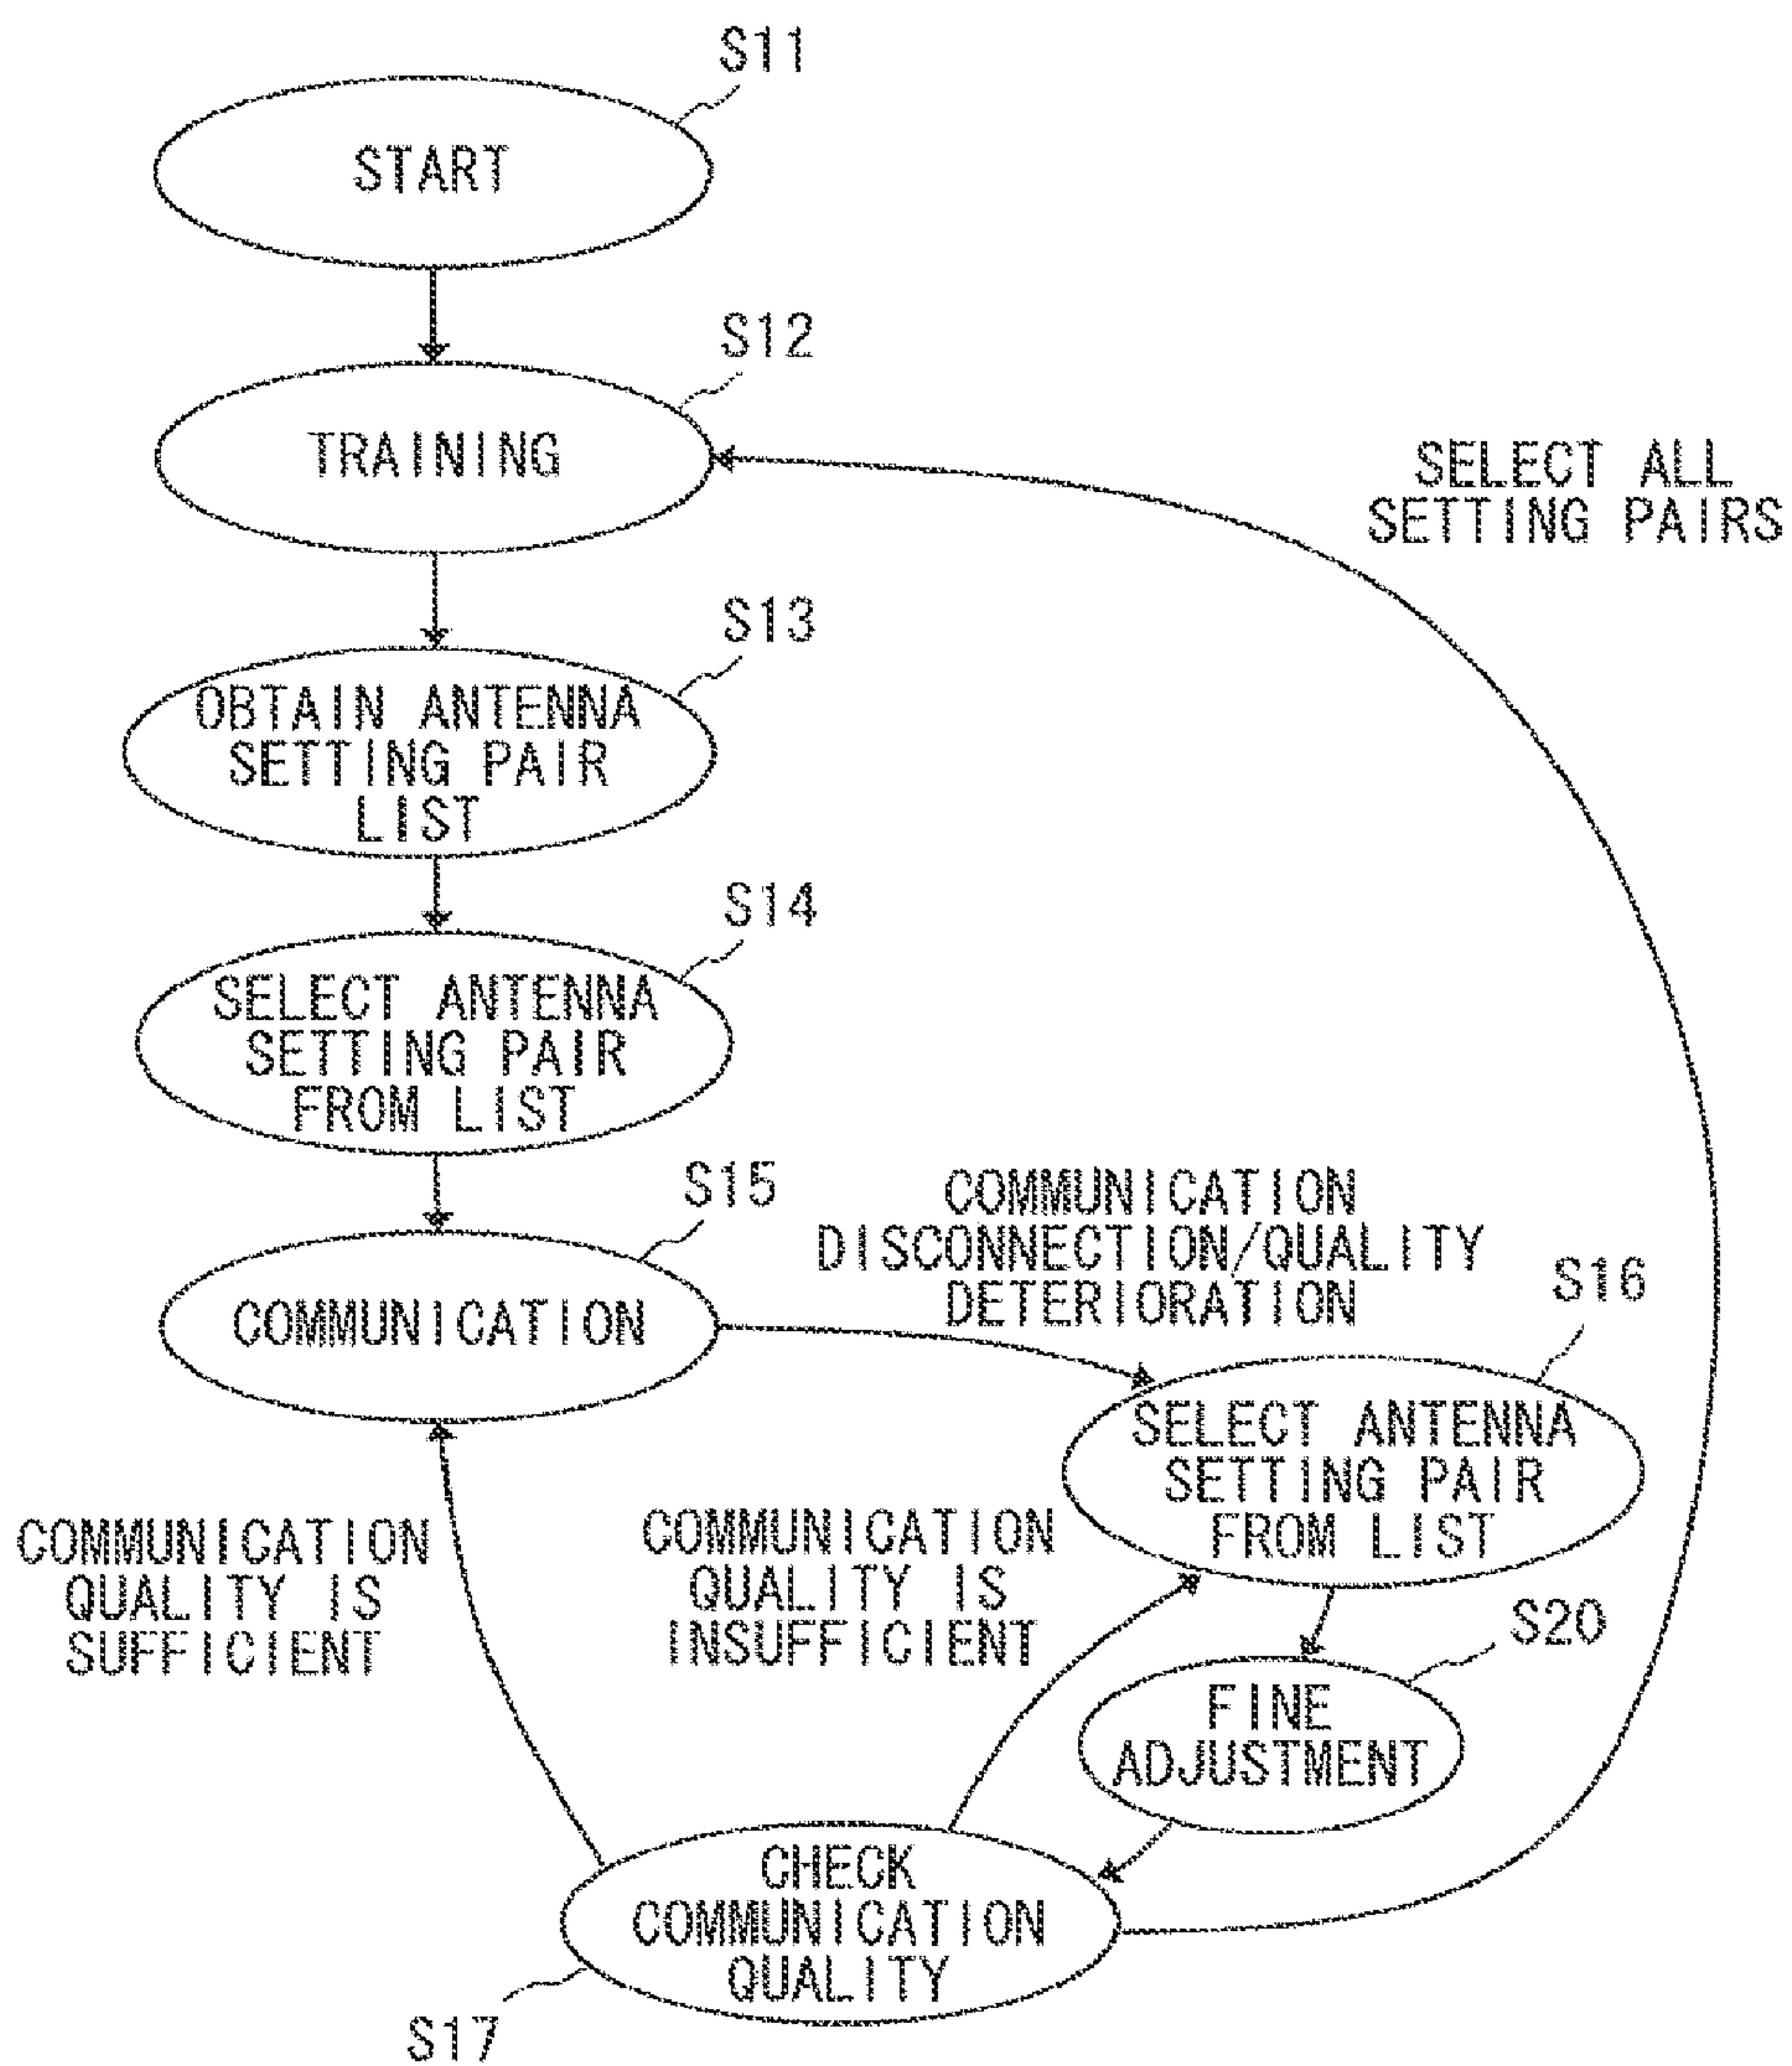 S11
START
S12
TRAINING
SELECT ALL
SETTING PAIRS
S13
OBTAIN ANTENNA
SETTING PAIR
LIST
S14
SELECT ANTENNA
SETTING PAIR
FROM LIST
S15
COMMUNICATION
COMMUNICATION
DISCONNECTION/QUALITY
DETERIORATION
S16
SELECT ANTENNA
SETTING PAIR
FROM LIST
COMMUNICATION
QUALITY IS
SUFFICIENT
COMMUNICATION
QUALITY IS
INSUFFICIENT
S20
FINE
ADJUSTMENT
CHECK
COMMUNICATION
QUALITY
S17